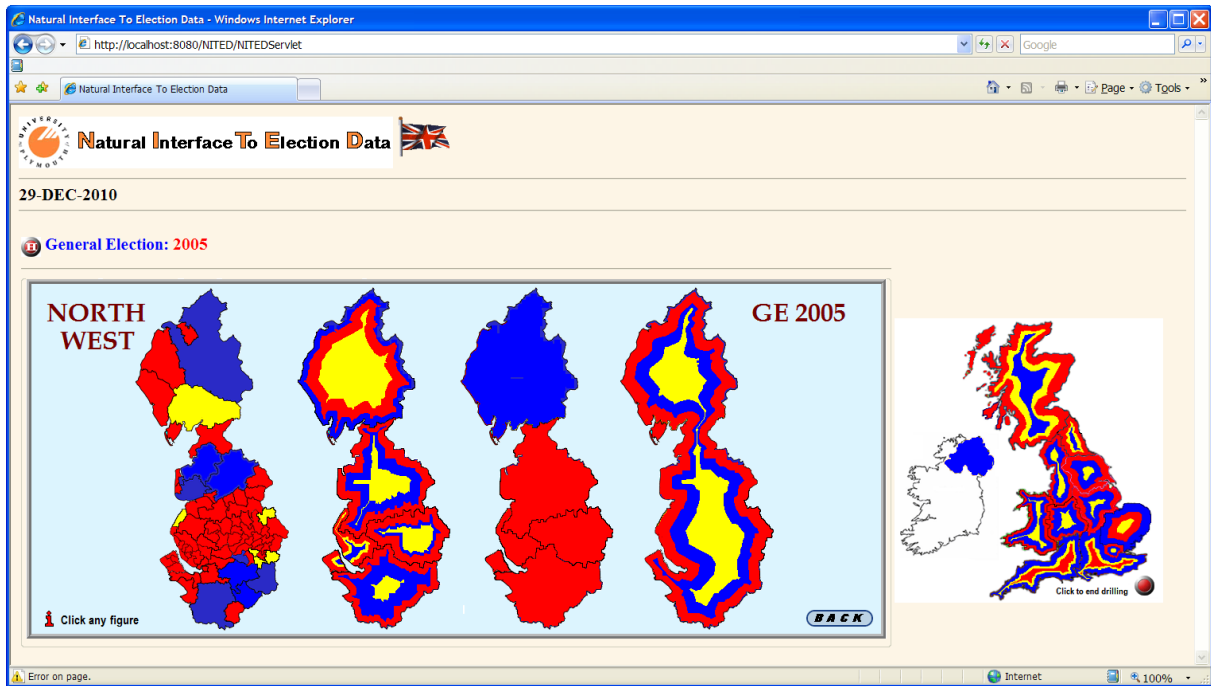 Natural Interface To Election Data - Windows Internet Explorer
http://localhost:8080/NITED/NITEDServlet
Google
Natural Interface To Election Data
Page
Tools
UNIVERSITY
PLYMOUTH
Natural Interface To Election Data
29-DEC-2010
H General Election: 2005
NORTH
WEST
GE 2005
i Click any figure
BACK
Click to end drilling
Error on page.
Internet
100%